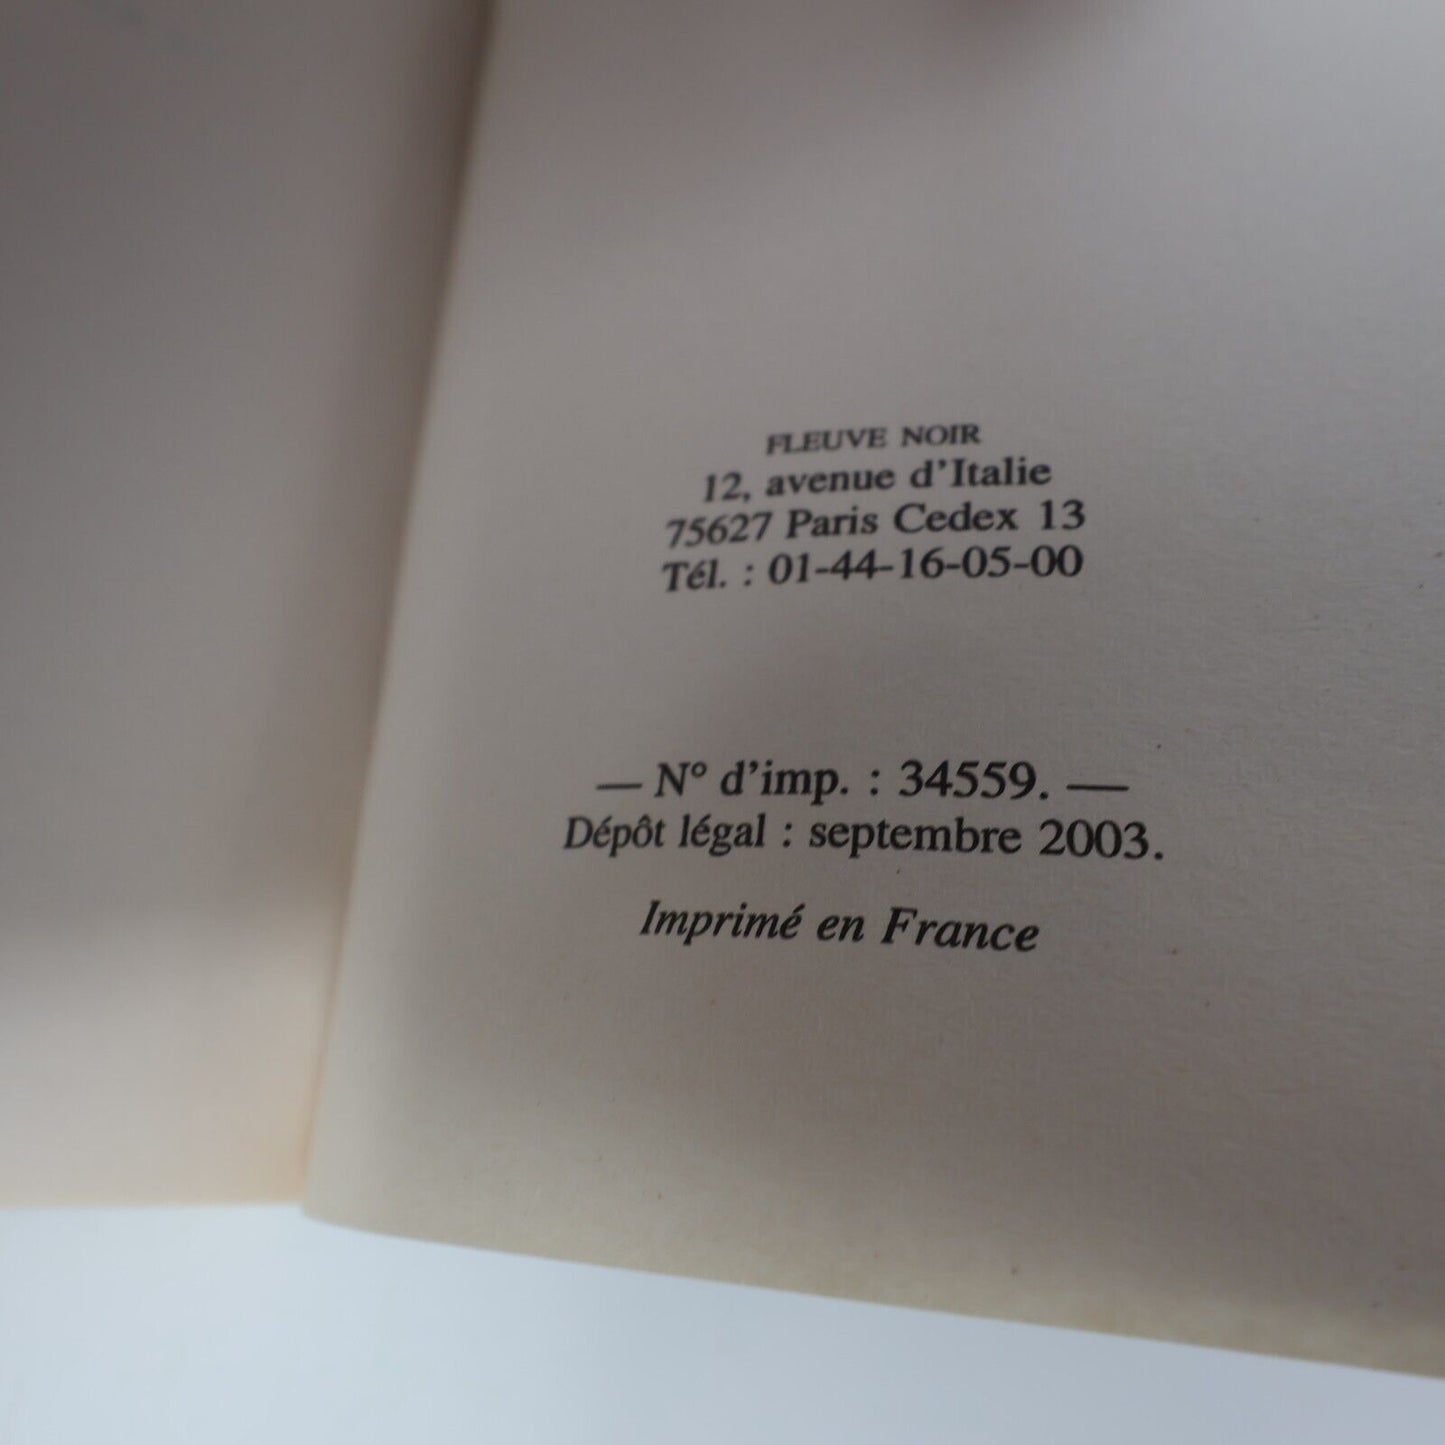 FLEUVE NOIR
12, avenue d'Italie
75627 Paris Cedex 13
Tél. : 01-44-16-05-00
— N° d'imp. : 34559. —
Dépôt légal : septembre 2003.
Imprimé en France